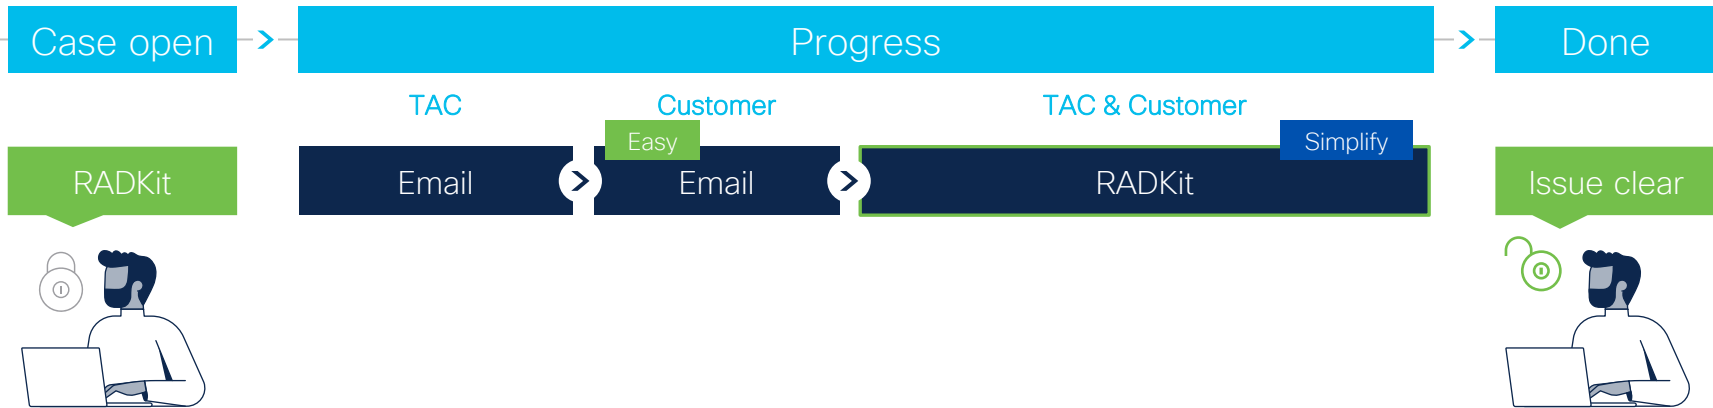 Case open
Progress
Done
TAC
Customer
TAC & Customer
Easy
Simplify
RADKit
Email
Email
RADKit
Issue clear